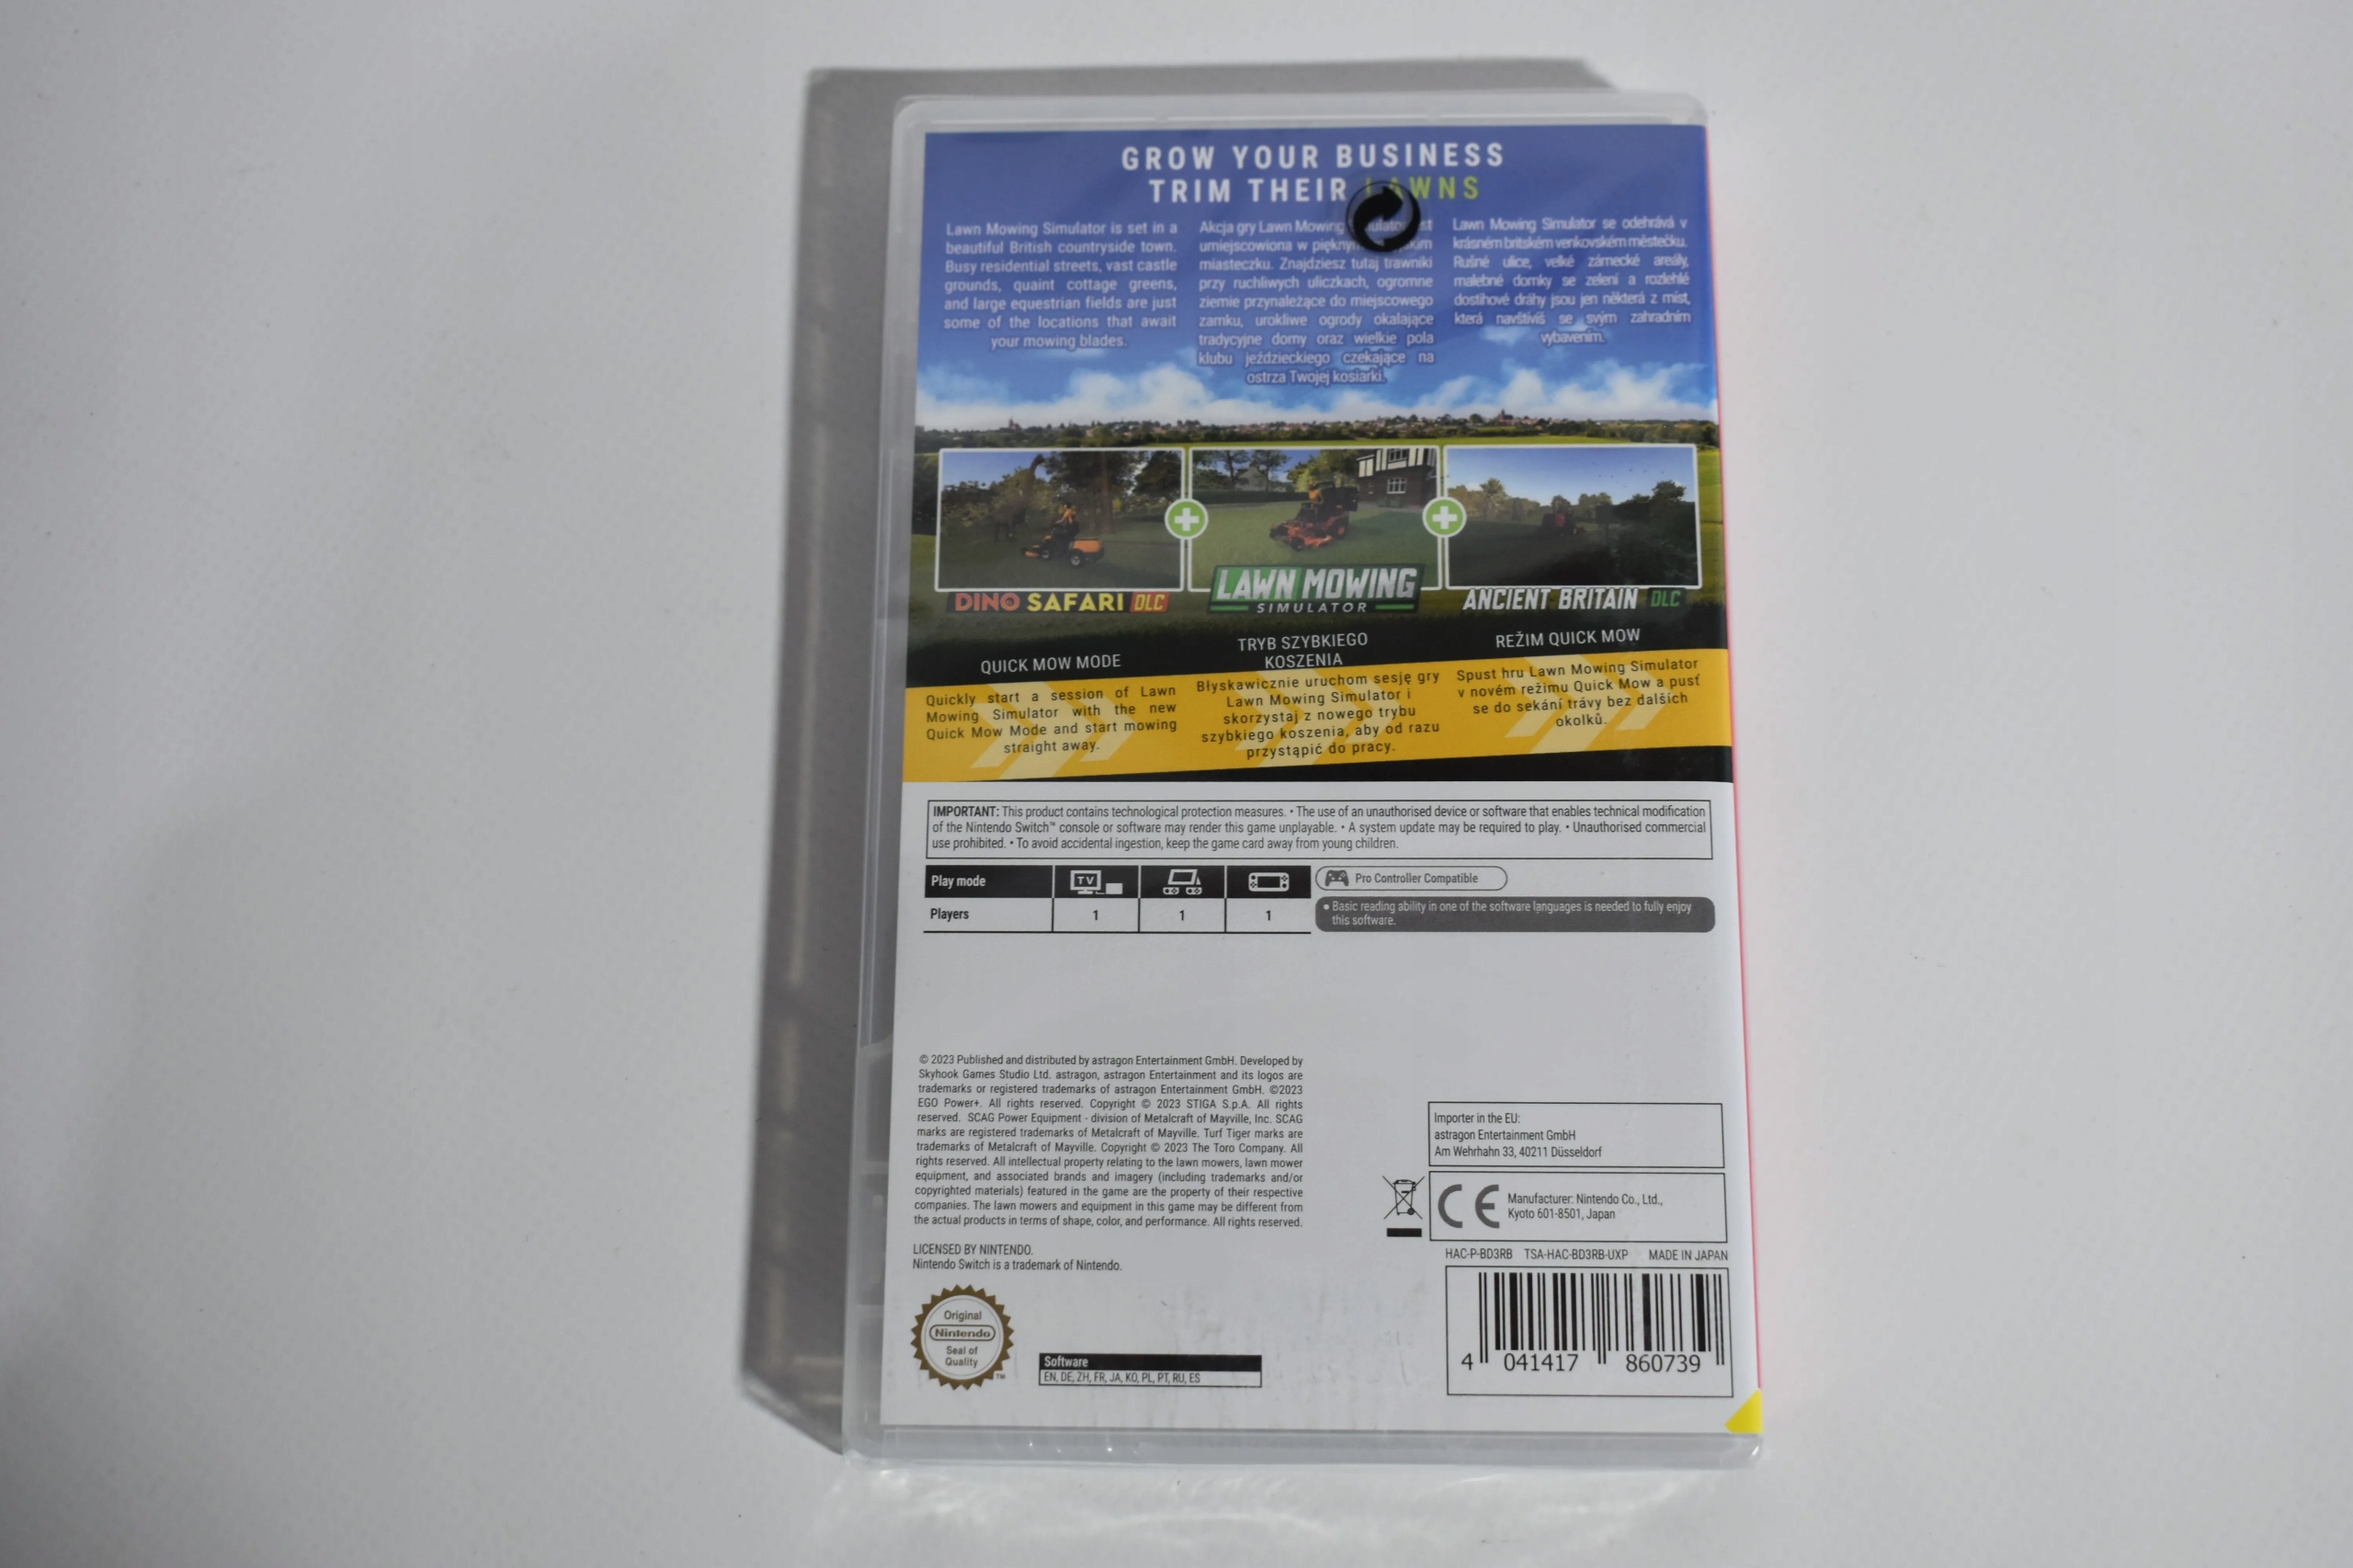 GROW YOUR BUSINESS
TRIM THEIR LAWNS
Lawn Mowing Simulator is set in a
beautiful British countryside town.
Busy residential streets, vast castle
grounds, quaint cottage greens,
and large equestrian fields are just
some of the locations that await
your mowing blades.
Akcja gry Lawn Mowing
umiejscowiona w
miasteczku. Znajdziesz tutaj trawniki
przy ruchliwych uliczkach, ogromne
ziemie przynależące do miejscowego
zamku, urokliwe ogrody okalające
tradycyjne domy oraz wielkie pola
klubu jeździeckiego czekające na
ostrza Twojej kosiarki.
Lawn Mowing Simulator se odehrává v
krásném britském venkovském městečku.
Rušné ulice, velké zámecké areály,
malebné domky se zelení a rozlehlé
dostihové dráhy jsou jen některá z míst,
která navštívíš se svým zahradním
vybavením.
DINO SAFARI DLC
LAWN MOWING
SIMULATOR
ANCIENT BRITAIN DLC
QUICK MOW MODE
Quickly start a session of Lawn
Mowing Simulator with the new
Quick Mow Mode and start mowing
straight away.
TRYB SZYBKIEGO
KOSZENIA
Błyskawicznie uruchom sesję gry
Lawn Mowing Simulator i
skorzystaj z nowego trybu
szybkiego koszenia, aby od razu
przystąpić do pracy.
REŽIM QUICK MOW
Spust hru Lawn Mowing Simulator
v novém režimu Quick Mow a pusť
se do sekání trávy bez dalších
okolků.
IMPORTANT: This product contains technological protection measures. • The use of an unauthorised device or software that enables technical modification
of the Nintendo Switch™ console or software may render this game unplayable. • A system update may be required to play. • Unauthorised commercial
use prohibited. • To avoid accidental ingestion, keep the game card away from young children.
Play mode TV
Players 1 1 1
Pro Controller Compatible
• Basic reading ability in one of the software languages is needed to fully enjoy
this software.
© 2023 Published and distributed by astragon Entertainment GmbH. Developed by
Skyhook Games Studio Ltd. astragon, astragon Entertainment and its logos are
trademarks or registered trademarks of astragon Entertainment GmbH. ©2023
EGO Power+. All rights reserved. Copyright © 2023 STIGA S.p.A. All rights
reserved. SCAG Power Equipment - division of Metalcraft of Mayville, Inc. SCAG
marks are registered trademarks of Metalcraft of Mayville. Turf Tiger marks are
trademarks of Metalcraft of Mayville. Copyright © 2023 The Toro Company. All
rights reserved. All intellectual property relating to the lawn mowers, lawn mower
equipment, and associated brands and imagery (including trademarks and/or
copyrighted materials) featured in the game are the property of their respective
companies. The lawn mowers and equipment in this game may be different from
the actual products in terms of shape, color, and performance. All rights reserved.
LICENSED BY NINTENDO.
Nintendo Switch is a trademark of Nintendo.
Original
Nintendo
Seal of
Quality
TM
Software
EN, DE, ZH, FR, JA, KO, PL, PT, RU, ES
Importer in the EU:
astragon Entertainment GmbH
Am Wehrhahn 33, 40211 Düsseldorf
CE
Manufacturer: Nintendo Co., Ltd.,
Kyoto 601-8501, Japan
HAC-P-BD3RB TSA-HAC-BD3RB-UXP MADE IN JAPAN
4 041417 860739